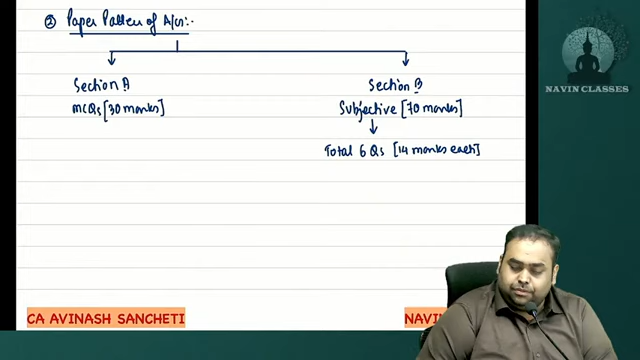 ② Paper Pattern of A/cs:-
Section A
MCQs [30 marks]
Section B
Subjective [70 marks]
Total 6 Qs [14 marks each]
NAVIN CLASSES
CA AVINASH SANCHETI
NAVIN